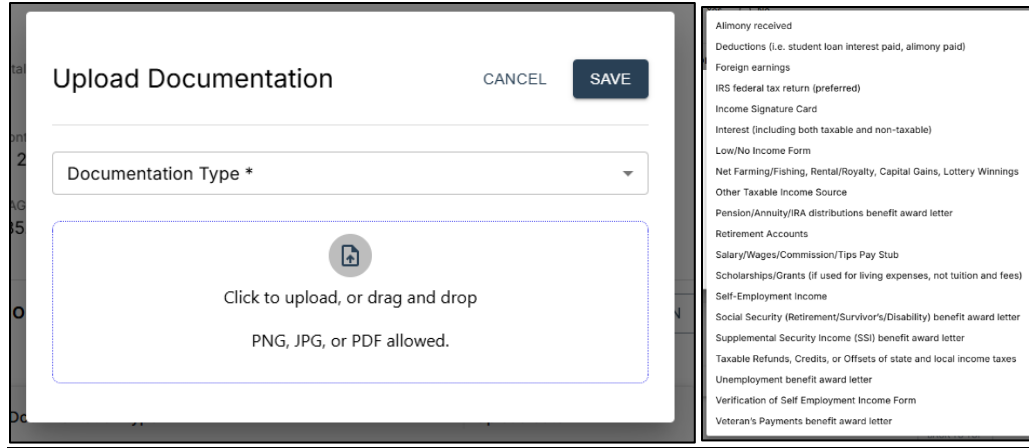 Upload Documentation
CANCEL
SAVE
Documentation Type *
Click to upload, or drag and drop
PNG, JPG, or PDF allowed.
Alimony received
Deductions (i.e. student loan interest paid, alimony paid)
Foreign earnings
IRS federal tax return (preferred)
Income Signature Card
Interest (including both taxable and non-taxable)
Low/No Income Form
Net Farming/Fishing, Rental/Royalty, Capital Gains, Lottery Winnings
Other Taxable Income Source
Pension/Annuity/IRA distributions benefit award letter
Retirement Accounts
Salary/Wages/Commission/Tips Pay Stub
Scholarships/Grants (if used for living expenses, not tuition and fees)
Self-Employment Income
Social Security (Retirement/Survivor's/Disability) benefit award letter
Supplemental Security Income (SSI) benefit award letter
Taxable Refunds, Credits, or Offsets of state and local income taxes
Unemployment benefit award letter
Verification of Self Employment Income Form
Veteran's Payments benefit award letter